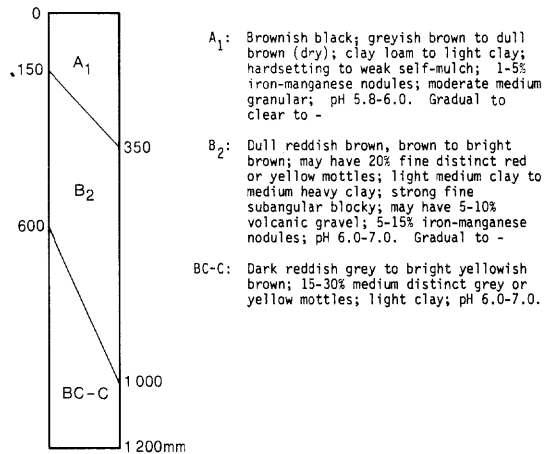 0
150
350
600
1 000
1 200mm
A1
B2
BC-C
A1: Brownish black; greyish brown to dull
brown (dry); clay loam to light clay;
hardsetting to weak self-mulch; 1-5%
iron-manganese nodules; moderate medium
granular; pH 5.8-6.0. Gradual to
clear to -
B2: Dull reddish brown, brown to bright
brown; may have 20% fine distinct red
or yellow mottles; light medium clay to
medium heavy clay; strong fine
subangular blocky; may have 5-10%
volcanic gravel; 5-15% iron-manganese
nodules; pH 6.0-7.0. Gradual to -
BC-C: Dark reddish grey to bright yellowish
brown; 15-30% medium distinct grey or
yellow mottles; light clay; pH 6.0-7.0.